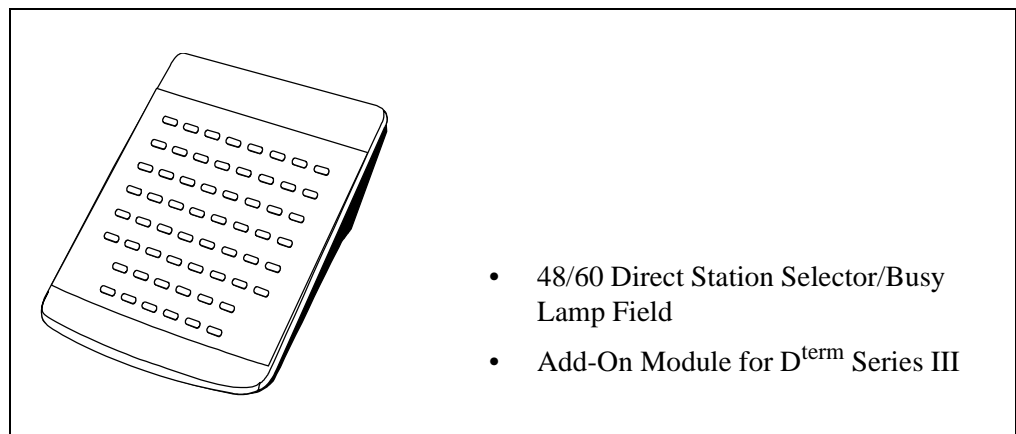 • 48/60 Direct Station Selector/Busy
Lamp Field
• Add-On Module for Dterm Series III